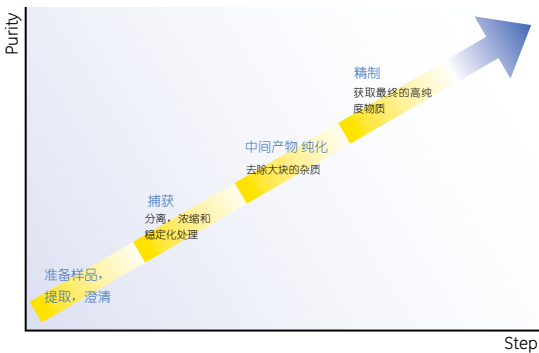 Purity
精制
获取最终的高纯
度物质
中间产物 纯化
去除大块的杂质
捕获
分离，浓缩和
稳定化处理
准备样品，
提取，澄清
Step